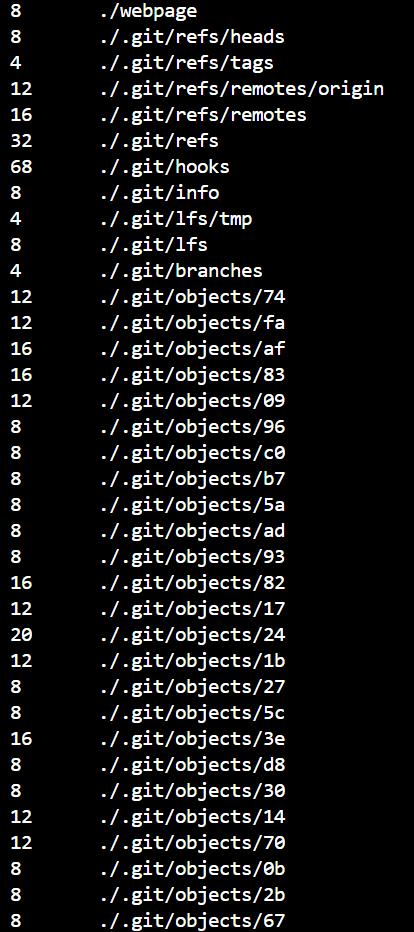 8 ./webpage
8 ./.git/refs/heads
4 ./.git/refs/tags
12 ./.git/refs/remotes/origin
16 ./.git/refs/remotes
32 ./.git/refs
68 ./.git/hooks
8 ./.git/info
4 ./.git/lfs/tmp
8 ./.git/lfs
4 ./.git/branches
12 ./.git/objects/74
12 ./.git/objects/fa
16 ./.git/objects/af
16 ./.git/objects/83
12 ./.git/objects/09
8 ./.git/objects/96
8 ./.git/objects/c0
8 ./.git/objects/b7
8 ./.git/objects/5a
8 ./.git/objects/ad
8 ./.git/objects/93
16 ./.git/objects/82
12 ./.git/objects/17
20 ./.git/objects/24
12 ./.git/objects/1b
8 ./.git/objects/27
8 ./.git/objects/5c
16 ./.git/objects/3e
8 ./.git/objects/d8
8 ./.git/objects/30
12 ./.git/objects/14
12 ./.git/objects/70
8 ./.git/objects/0b
8 ./.git/objects/2b
8 ./.git/objects/67